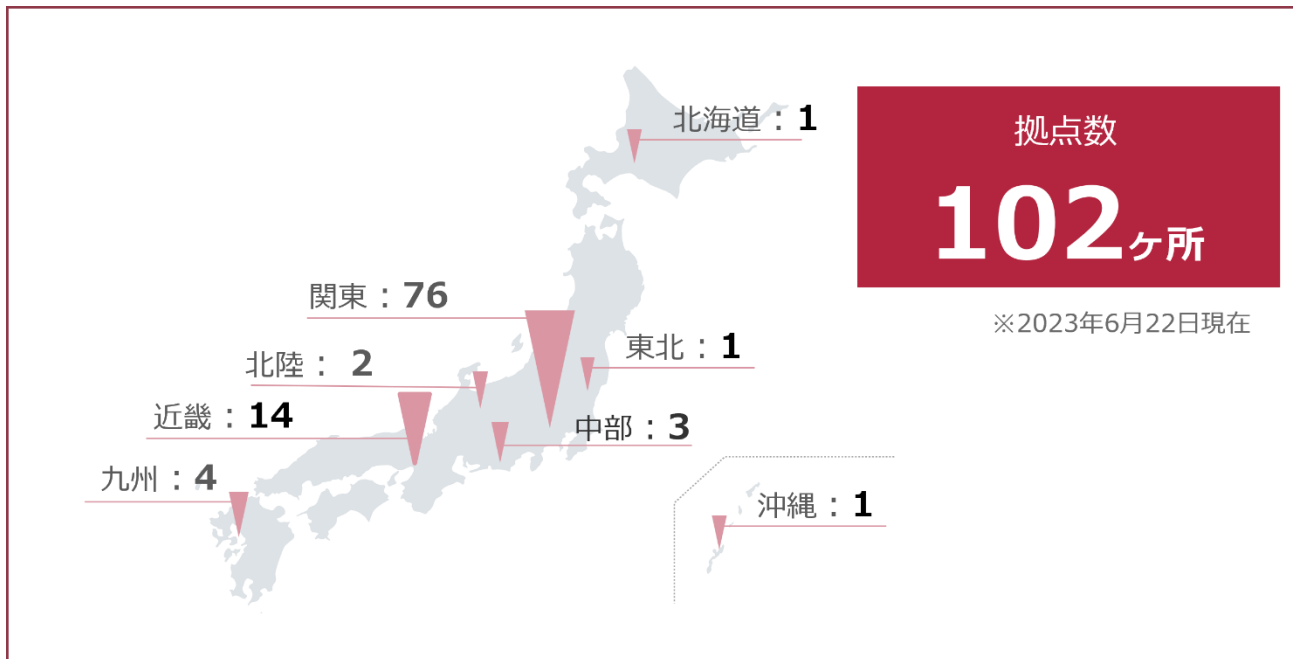 北海道：1
拠点数
102ヶ所
※2023年6月22日現在
関東：76
東北：1
北陸： 2
近畿：14
中部：3
九州：4
沖縄：1